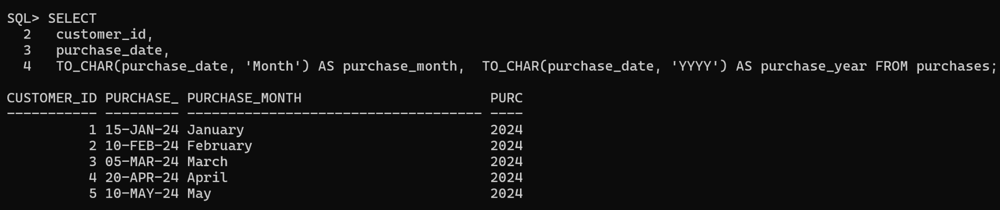 SQL> SELECT
  2   customer_id,
  3   purchase_date,
  4   TO_CHAR(purchase_date, 'Month') AS purchase_month,  TO_CHAR(purchase_date, 'YYYY') AS purchase_year FROM purchases;
CUSTOMER_ID PURCHASE_ PURCHASE_MONTH                       PURC
----------- --------- ------------------------------------ ----
          1 15-JAN-24 January                              2024
          2 10-FEB-24 February                             2024
          3 05-MAR-24 March                                2024
          4 20-APR-24 April                                2024
          5 10-MAY-24 May                                  2024